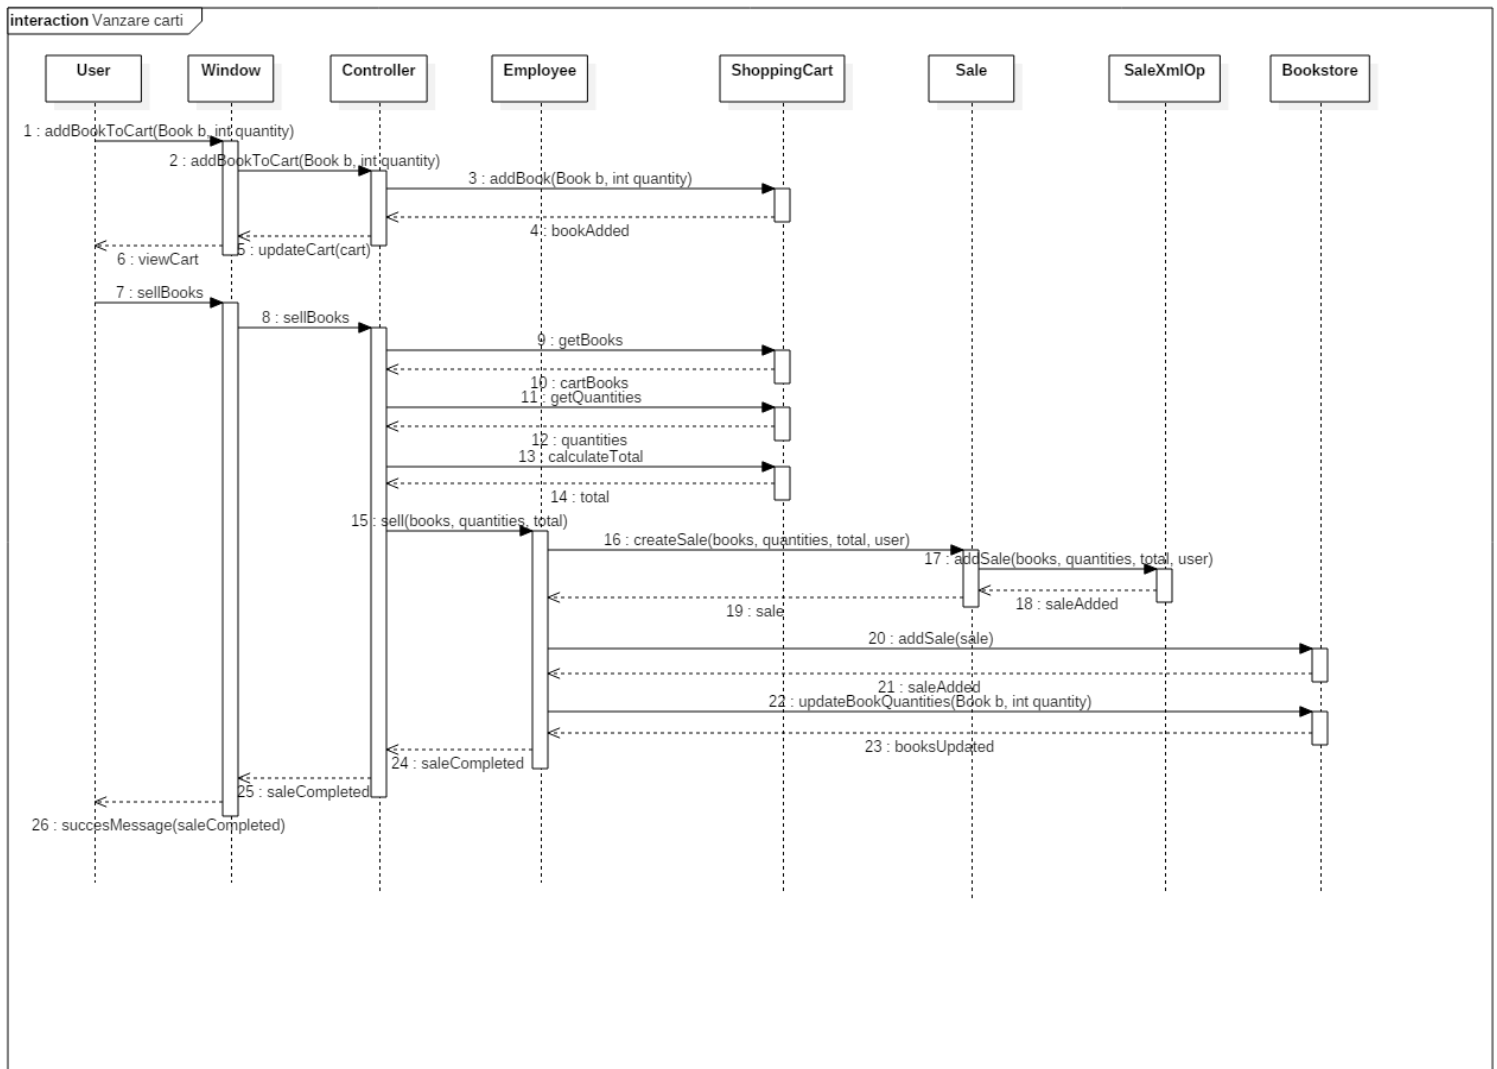 interaction Vanzare carti
User
Window
Controller
Employee
ShoppingCart
Sale
SaleXmlOp
Bookstore
1 : addBookToCart(Book b, int quantity)
2 : addBookToCart(Book b, int quantity)
3 : addBook(Book b, int quantity)
4 : bookAdded
5 : updateCart(cart)
6 : viewCart
7 : sellBooks
8 : sellBooks
9 : getBooks
10 : cartBooks
11 : getQuantities
12 : quantities
13 : calculateTotal
14 : total
15 : sell(books, quantities, total)
16 : createSale(books, quantities, total, user)
17 : addSale(books, quantities, total, user)
18 : saleAdded
19 : sale
20 : addSale(sale)
21 : saleAdded
22 : updateBookQuantities(Book b, int quantity)
23 : booksUpdated
24 : saleCompleted
25 : saleCompleted
26 : succesMessage(saleCompleted)